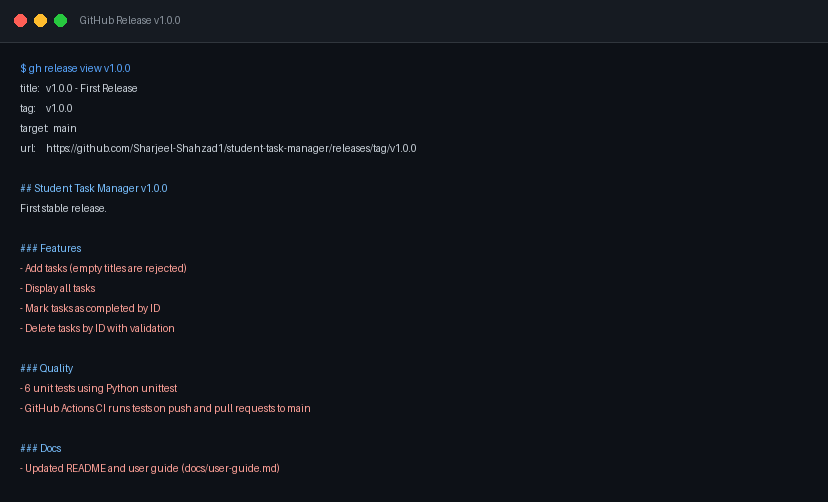 GitHub Release v1.0.0
$ gh release view v1.0.0
title: v1.0.0 - First Release
tag: v1.0.0
target: main
url: https://github.com/Sharjeel-Shahzad1/student-task-manager/releases/tag/v1.0.0
## Student Task Manager v1.0.0
First stable release.
### Features
- Add tasks (empty titles are rejected)
- Display all tasks
- Mark tasks as completed by ID
- Delete tasks by ID with validation
### Quality
- 6 unit tests using Python unittest
- GitHub Actions CI runs tests on push and pull requests to main
### Docs
- Updated README and user guide (docs/user-guide.md)